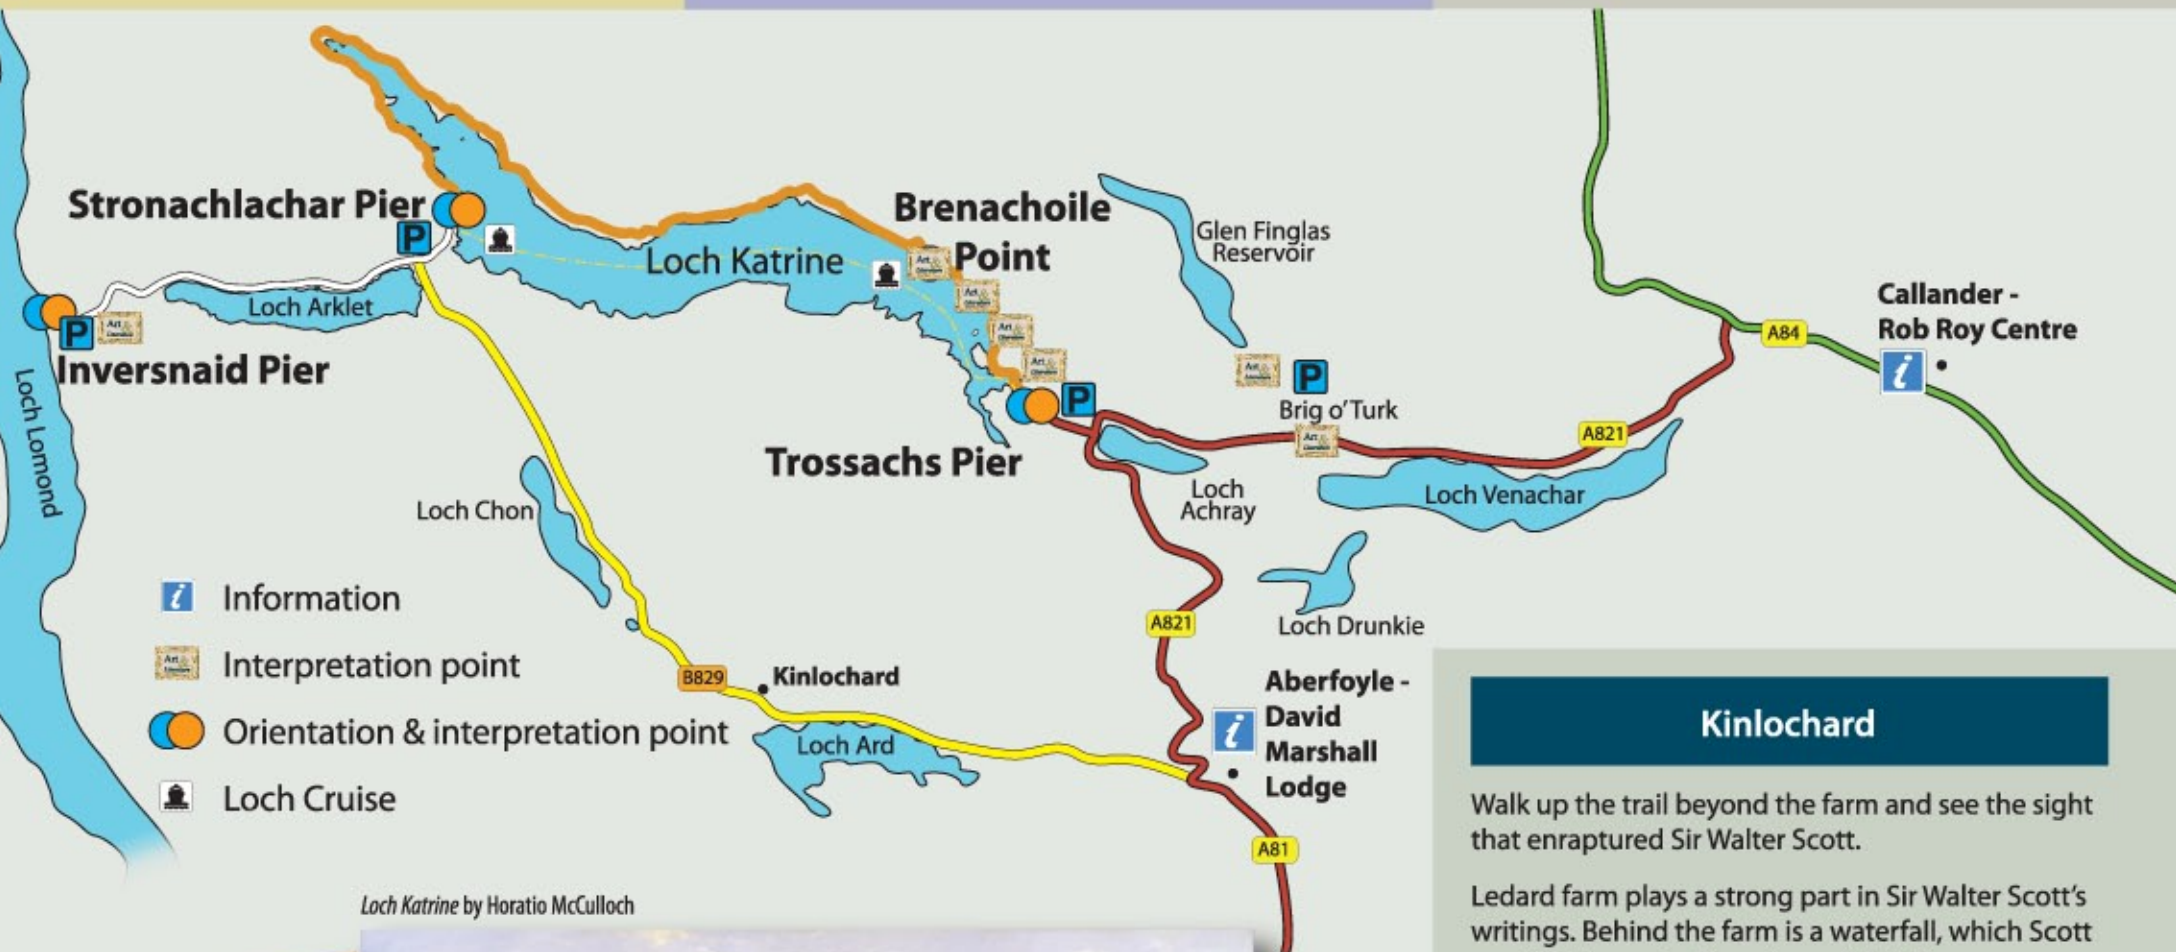 Stronachlachar Pier
P
Brenachoile
Point
Glen Finglas
Reservoir
Loch Katrine
Loch Arklet
P
Inversnaid Pier
Loch Lomond
Callander -
Rob Roy Centre
A84
i
P
P
Brig o'Turk
A821
Trossachs Pier
Loch
Achray
Loch Venachar
Loch Chon
A821
Loch Drunkie
i Information
Art Interpretation point
Orientation & interpretation point
Loch Cruise
B829
Kinlochard
Loch Ard
i
Aberfoyle -
David
Marshall
Lodge
A81
Loch Katrine by Horatio McCulloch
Kinlochard
Walk up the trail beyond the farm and see the sight
that enraptured Sir Walter Scott.
Ledard farm plays a strong part in Sir Walter Scott's
writings. Behind the farm is a waterfall, which Scott